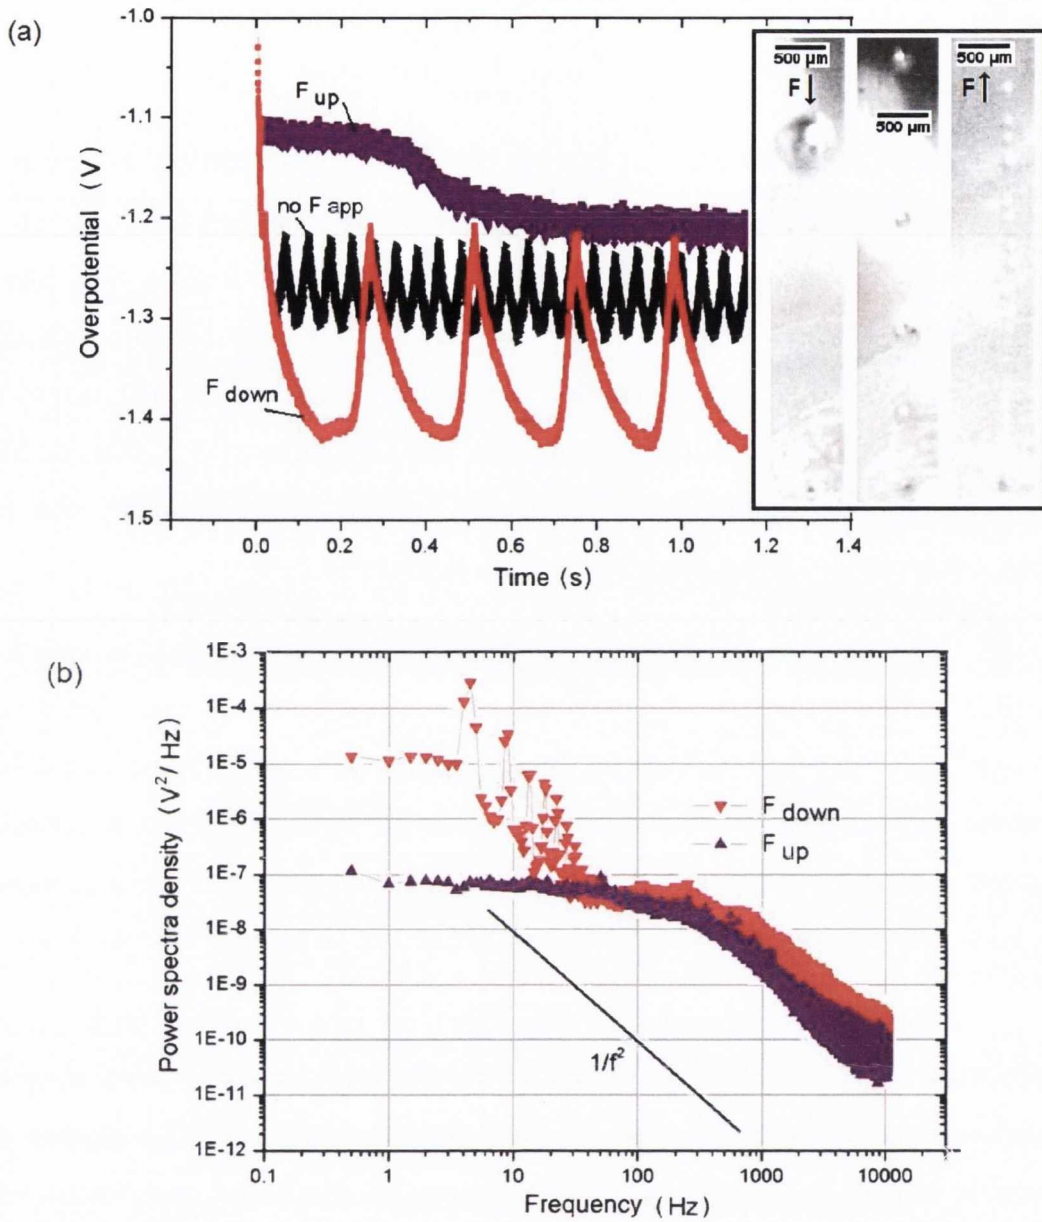 (a)
-1.0
-1.1
-1.2
-1.3
-1.4
-1.5
Overpotential (V)
F up
no F app
F down
0.0 0.2 0.4 0.6 0.8 1.0 1.2 1.4
Time (s)
500 µm
F ↓
500 µm
500 µm
F ↑
(b)
1E-3
1E-4
1E-5
1E-6
1E-7
1E-8
1E-9
1E-10
1E-11
1E-12
Power spectra density (V²/Hz)
F down
F up
1/f²
0.1 1 10 100 1000 10000
Frequency (Hz)